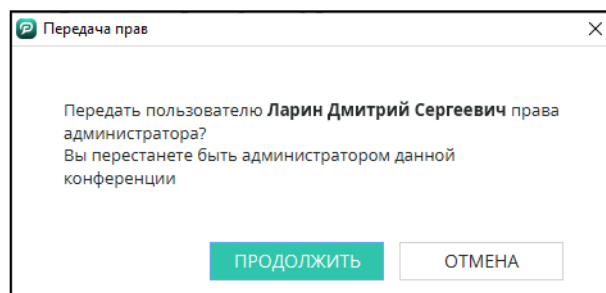 Передача прав
Передать пользователю Ларин Дмитрий Сергеевич права
администратора?
Вы перестанете быть администратором данной
конференции
ПРОДОЛЖИТЬ
ОТМЕНА